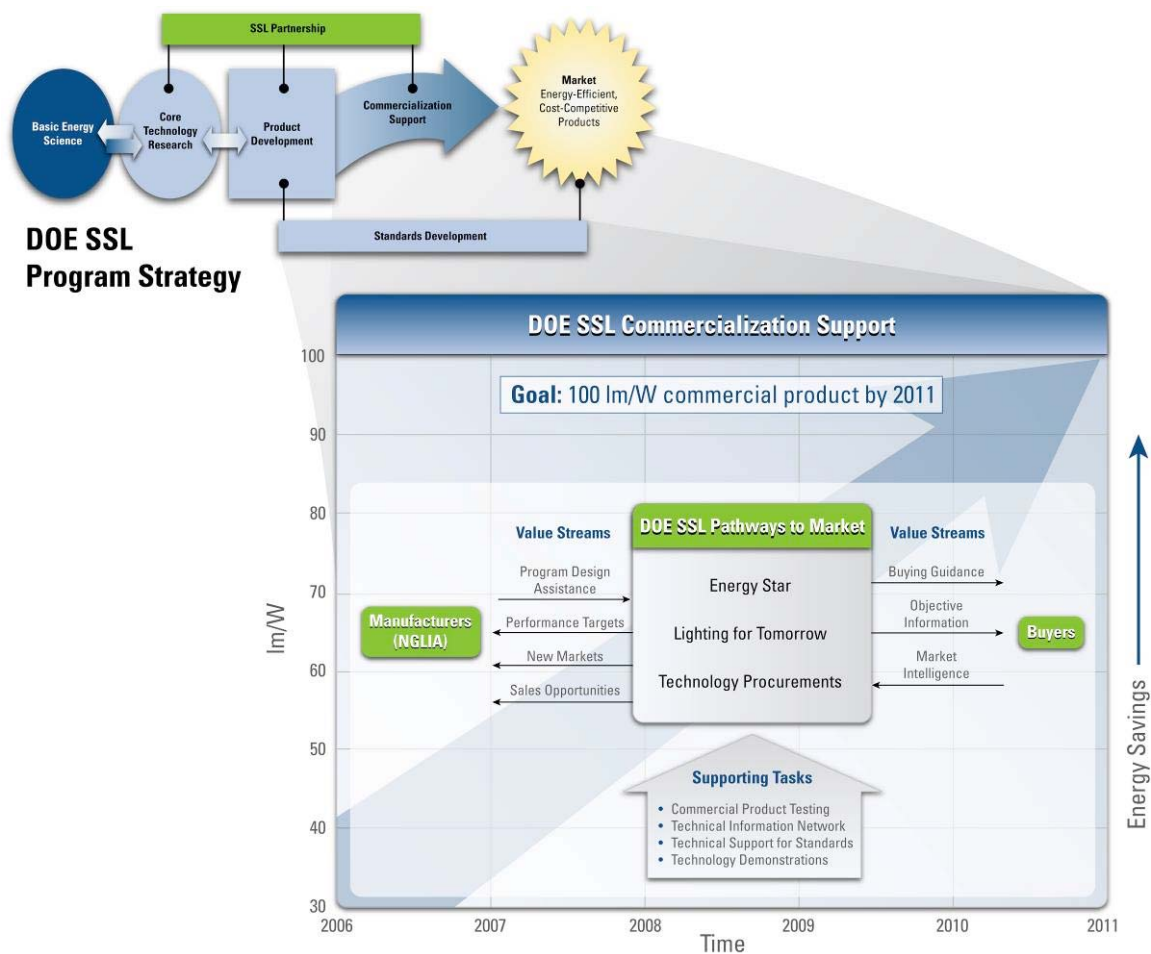 SSL Partnership
Basic Energy
Science
Core
Technology
Research
Product
Development
Commercialization
Support
Market
Energy-Efficient,
Cost-Competitive
Products
Standards Development
DOE SSL
Program Strategy
DOE SSL Commercialization Support
Goal: 100 lm/W commercial product by 2011
100
90
80
70
60
50
40
30
lm/W
Value Streams
Program Design
Assistance
Performance Targets
New Markets
Sales Opportunities
Manufacturers
(NGLIA)
DOE SSL Pathways to Market
Energy Star
Lighting for Tomorrow
Technology Procurements
Value Streams
Buying Guidance
Objective
Information
Market
Intelligence
Buyers
Supporting Tasks
• Commercial Product Testing
• Technical Information Network
• Technical Support for Standards
• Technology Demonstrations
2006
2007
2008
2009
2010
2011
Time
Energy Savings